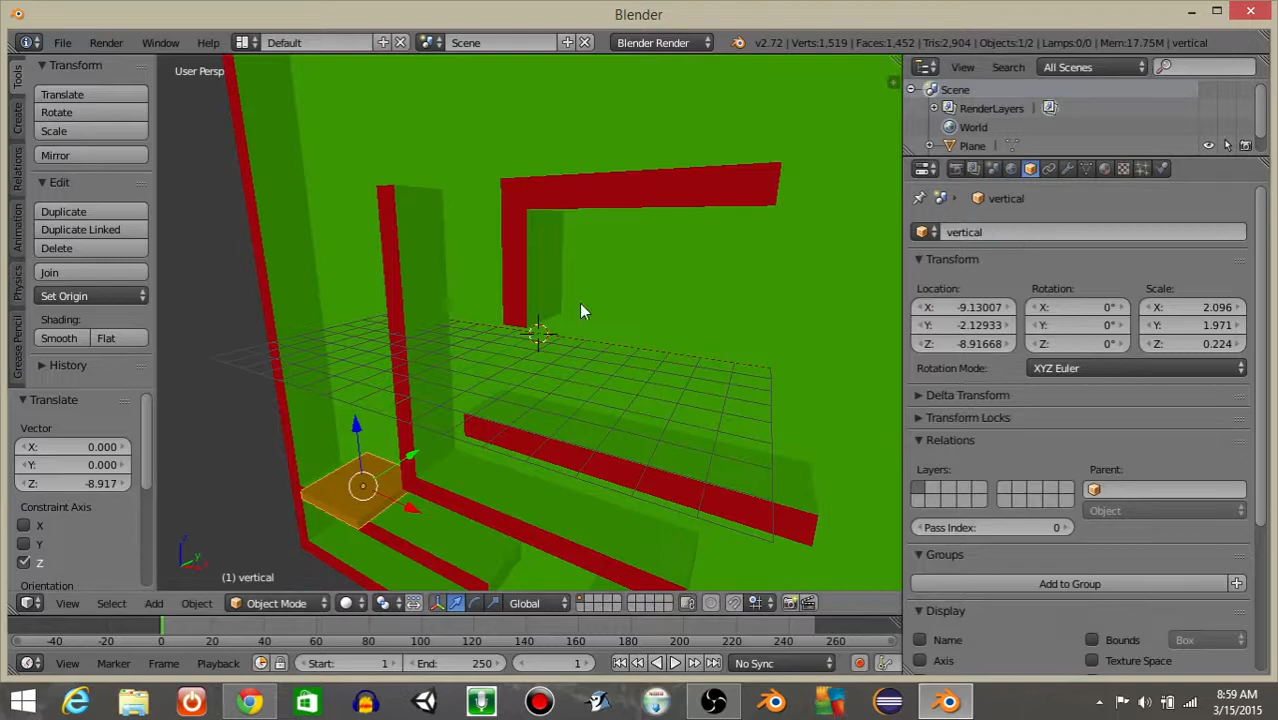 Blender
File Render Window Help Default Scene Blender Render v2.72 | Verts:1,519 | Faces:1,452 | Tris:2,904 | Objects:1/2 | Lamps:0/0 | Mem:17.75M | vertical
Tools
Create
Relations
Animation
Physics
Grease Pencil
Transform
Translate
Rotate
Scale
Mirror
Edit
Duplicate
Duplicate Linked
Delete
Join
Set Origin
Shading:
Smooth Flat
History
Translate
Vector
X: 0.000
Y: 0.000
Z: -8.917
Constraint Axis
X
Y
Z
Orientation
User Persp
z
y
(1) vertical
View Select Add Object Object Mode Global
-40 -20 0 20 40 60 80 100 120 140 160 180 200 220 240 260
View Marker Frame Playback Start: 1 End: 250 1 No Sync
View Search All Scenes
Scene
RenderLayers
World
Plane
vertical
vertical
Transform
Location: Rotation: Scale:
X: -9.13007 X: 0° X: 2.096
Y: -2.12933 Y: 0° Y: 1.971
Z: -8.91668 Z: 0° Z: 0.224
Rotation Mode: XYZ Euler
Delta Transform
Transform Locks
Relations
Layers: Parent:
Object
Pass Index: 0
Groups
Add to Group
Display
Name Bounds Box
Axis Texture Space
8:59 AM
3/15/2015